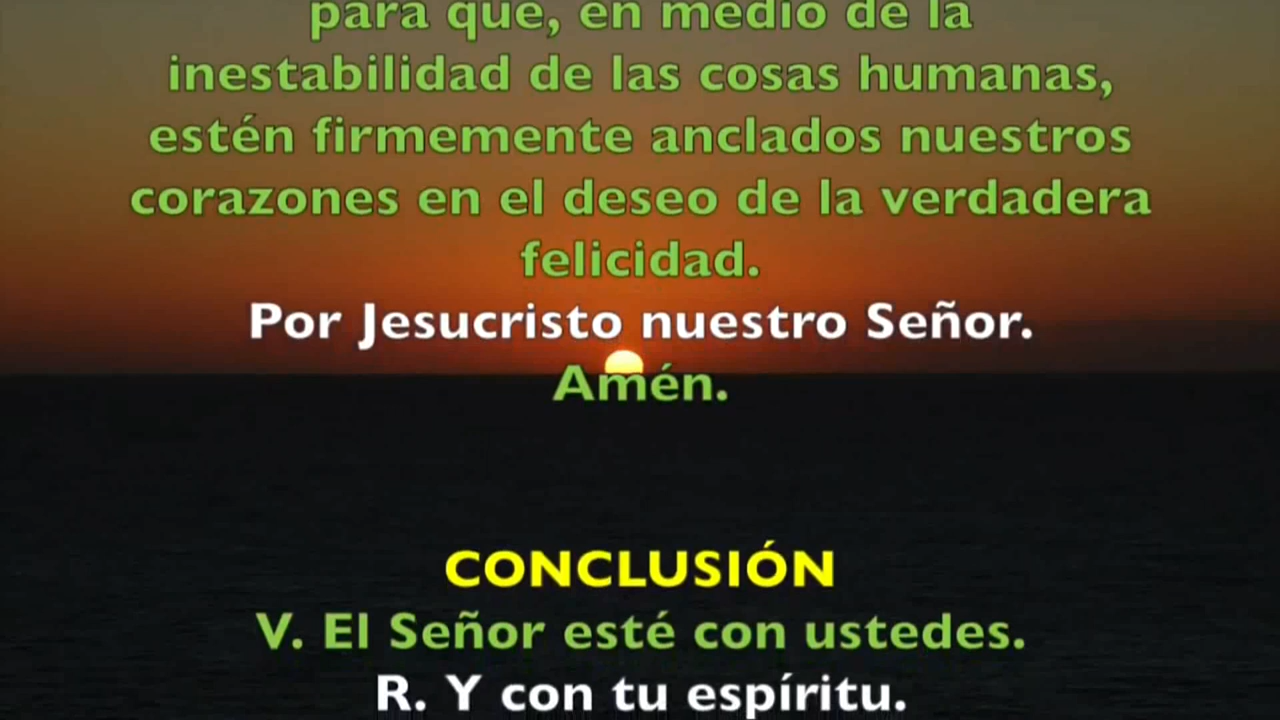 para que, en medio de la
inestabilidad de las cosas humanas,
estén firmemente anclados nuestros
corazones en el deseo de la verdadera
felicidad.
Por Jesucristo nuestro Señor.
Amén.
CONCLUSIÓN
V. El Señor esté con ustedes.
R. Y con tu espíritu.